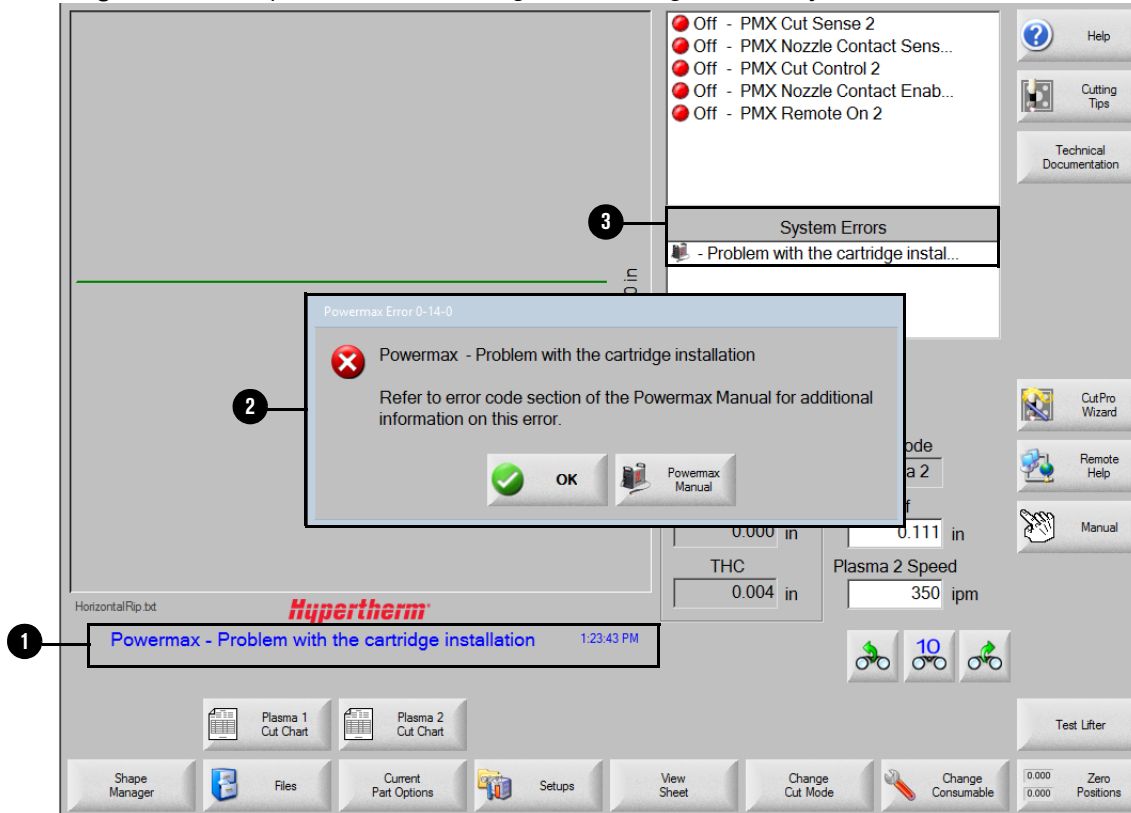 Off - PMX Cut Sense 2
Off - PMX Nozzle Contact Sens...
Off - PMX Cut Control 2
Off - PMX Nozzle Contact Enab...
Off - PMX Remote On 2
Help
Cutting
Tips
Technical
Documentation
3
System Errors
- Problem with the cartridge instal...
in
Powermax Error 0-14-0
Powermax - Problem with the cartridge installation
2
Refer to error code section of the Powermax Manual for additional
information on this error.
OK
Powermax
Manual
CutPro
Wizard
Remote
Help
Manual
ode
a 2
0.000 in
0.111 in
THC
Plasma 2 Speed
0.004 in
350 ipm
HorizontalRip.txt
Hypertherm
1
Powermax - Problem with the cartridge installation 1:23:43 PM
10
Plasma 1
Cut Chart
Plasma 2
Cut Chart
Test Lifter
Shape
Manager
Files
Current
Part Options
Setups
View
Sheet
Change
Cut Mode
Change
Consumable
0.000
0.000
Zero
Positions